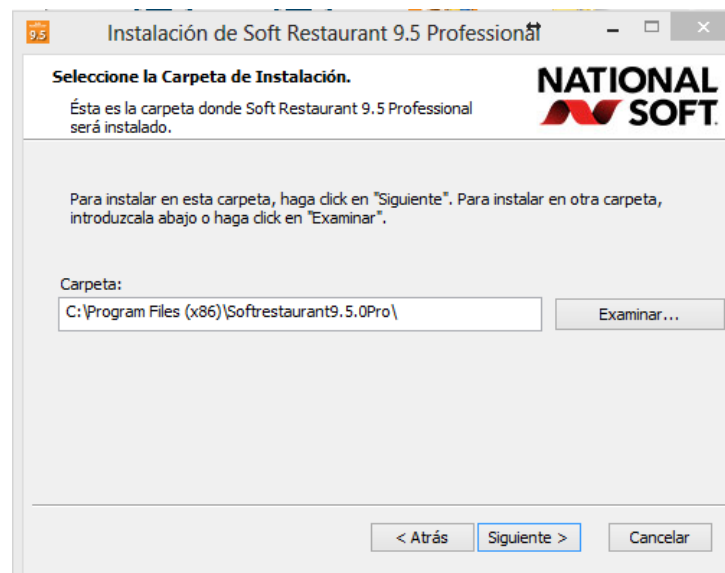 9.5
Instalación de Soft Restaurant 9.5 Professional
Seleccione la Carpeta de Instalación.
Ésta es la carpeta donde Soft Restaurant 9.5 Professional
será instalado.
NATIONAL
SOFT.
Para instalar en esta carpeta, haga click en "Siguiente". Para instalar en otra carpeta,
introduzcala abajo o haga click en "Examinar".
Carpeta:
C:\Program Files (x86)\Softrestaurant9.5.0Pro\
Examinar...
< Atrás
Siguiente >
Cancelar